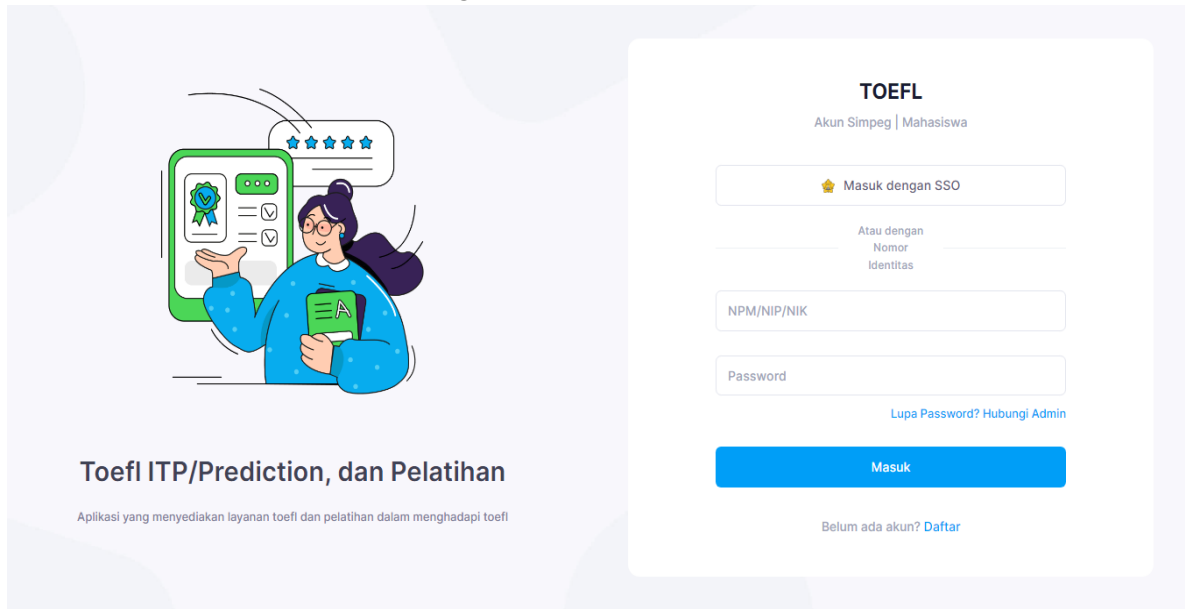 Toefl ITP/Prediction, dan Pelatihan
Aplikasi yang menyediakan layanan toefl dan pelatihan dalam menghadapi toefl
TOEFL
Akun Simpeg | Mahasiswa
Masuk dengan SSO
Atau dengan
Nomor
Identitas
NPM/NIP/NIK
Password
Lupa Password? Hubungi Admin
Masuk
Belum ada akun? Daftar